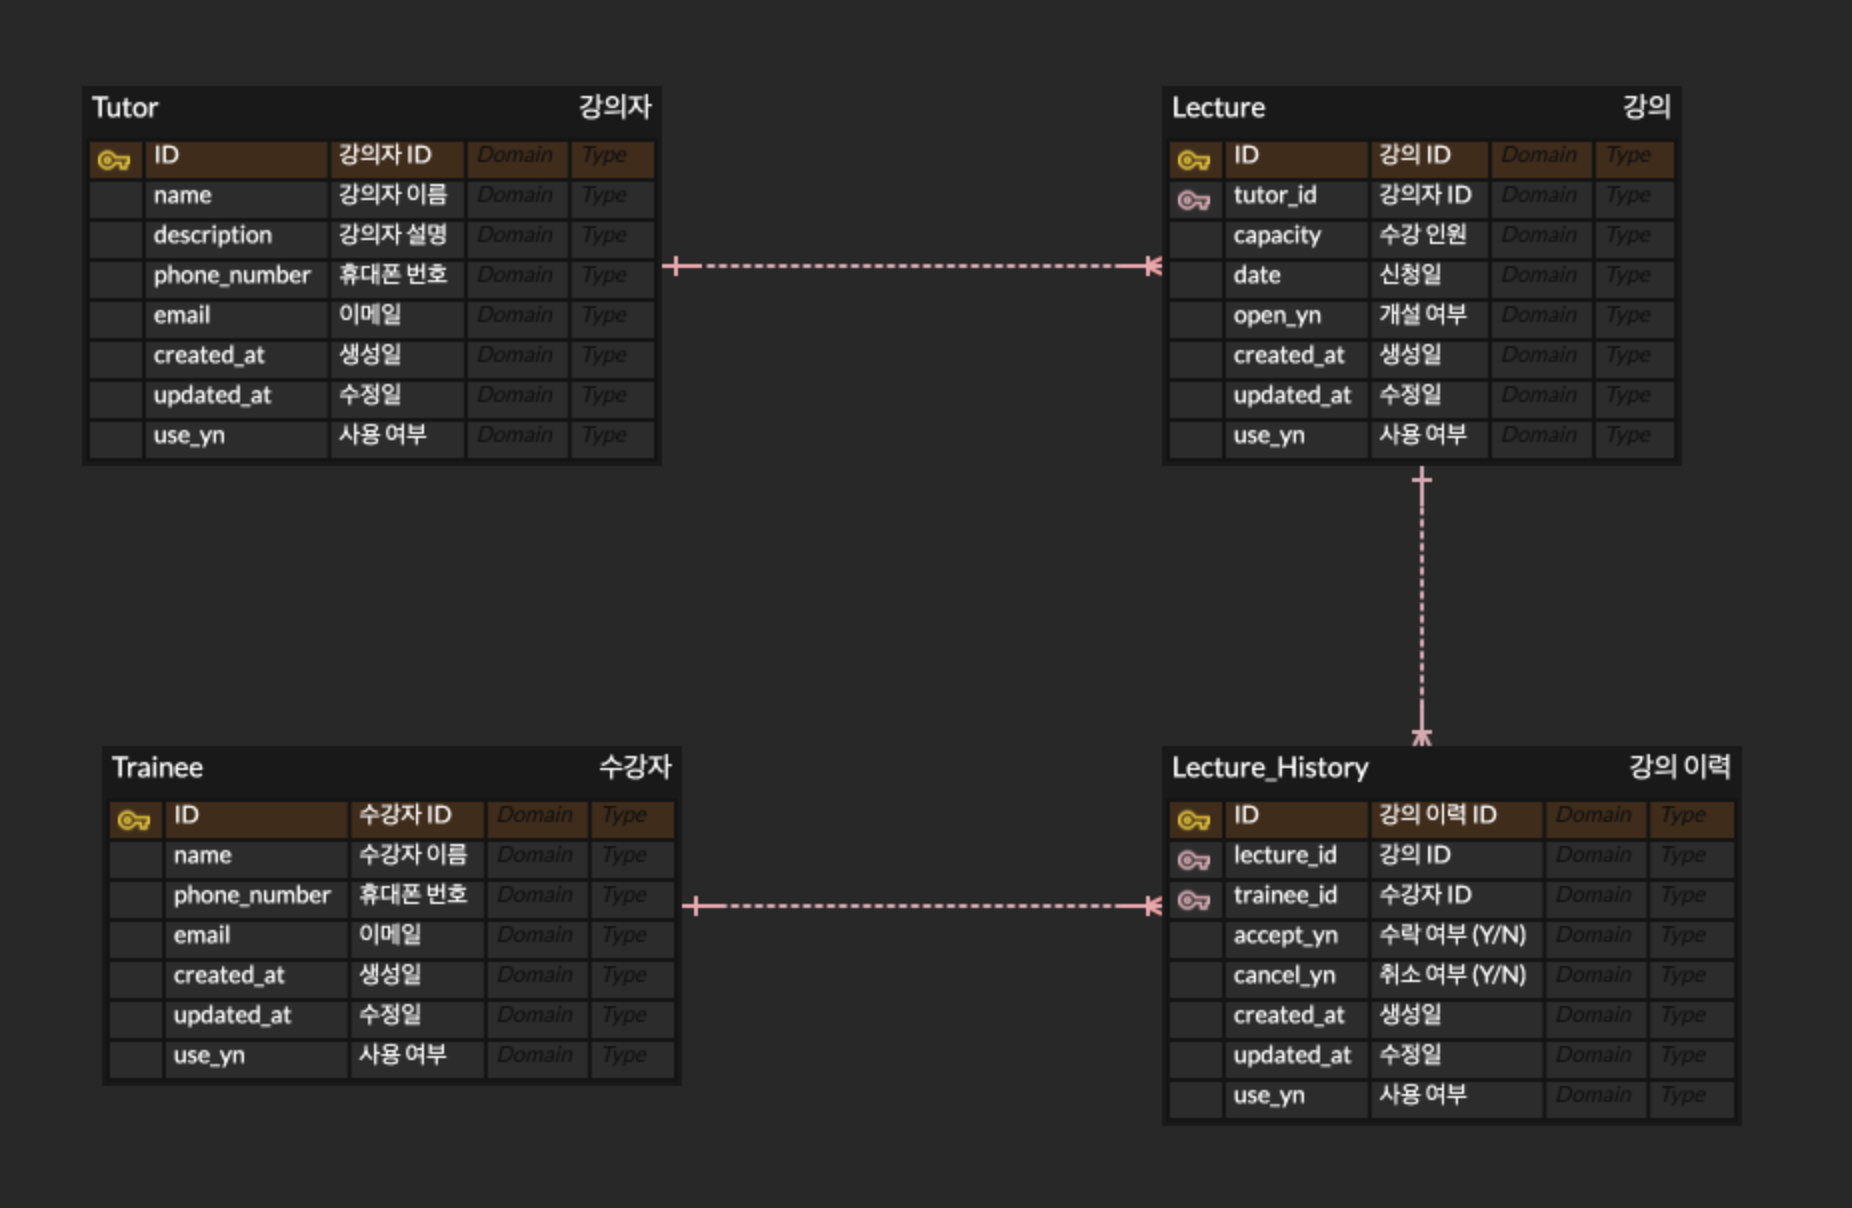 Tutor 강의자
ID 강의자 ID Domain Type
name 강의자 이름 Domain Type
description 강의자 설명 Domain Type
phone_number 휴대폰 번호 Domain Type
email 이메일 Domain Type
created_at 생성일 Domain Type
updated_at 수정일 Domain Type
use_yn 사용 여부 Domain Type
Lecture 강의
ID 강의 ID Domain Type
tutor_id 강의자 ID Domain Type
capacity 수강 인원 Domain Type
date 신청일 Domain Type
open_yn 개설 여부 Domain Type
created_at 생성일 Domain Type
updated_at 수정일 Domain Type
use_yn 사용 여부 Domain Type
Trainee 수강자
ID 수강자 ID Domain Type
name 수강자 이름 Domain Type
phone_number 휴대폰 번호 Domain Type
email 이메일 Domain Type
created_at 생성일 Domain Type
updated_at 수정일 Domain Type
use_yn 사용 여부 Domain Type
Lecture_History 강의 이력
ID 강의 이력 ID Domain Type
lecture_id 강의 ID Domain Type
trainee_id 수강자 ID Domain Type
accept_yn 수락 여부 (Y/N) Domain Type
cancel_yn 취소 여부 (Y/N) Domain Type
created_at 생성일 Domain Type
updated_at 수정일 Domain Type
use_yn 사용 여부 Domain Type